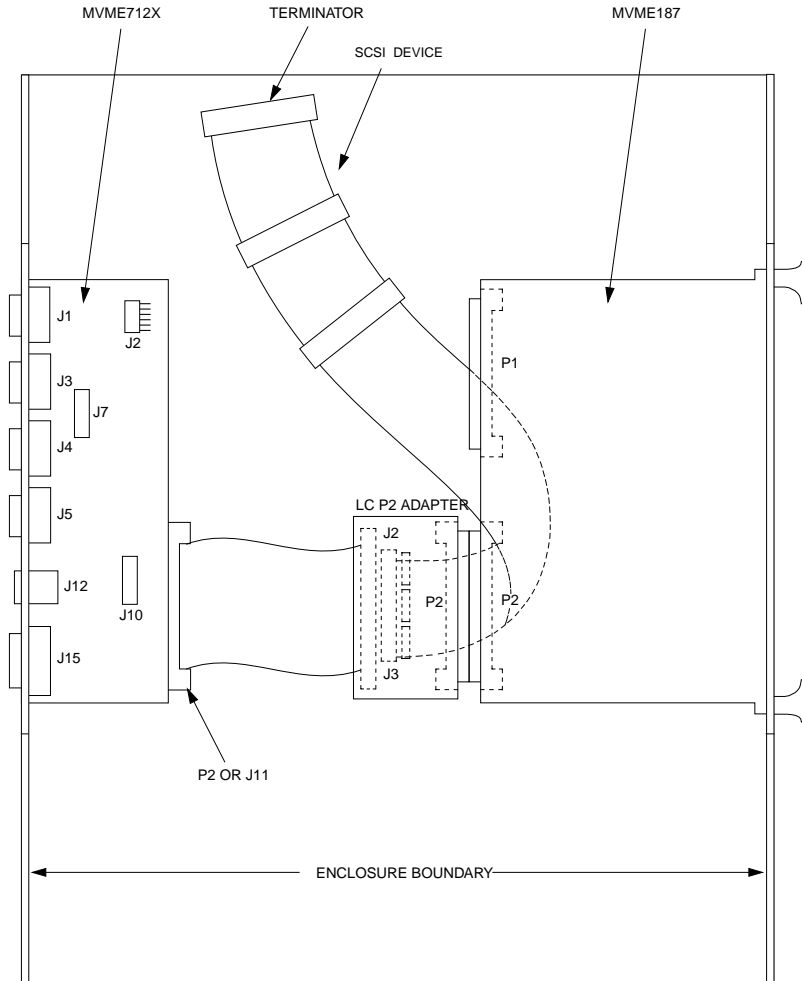 MVME712X
TERMINATOR
MVME187
SCSI DEVICE
J1
J2
J3
P1
J7
J4
LC P2 ADAPTER
J5
J2
J12
J10
P2
P2
J15
J3
P2 OR J11
ENCLOSURE BOUNDARY